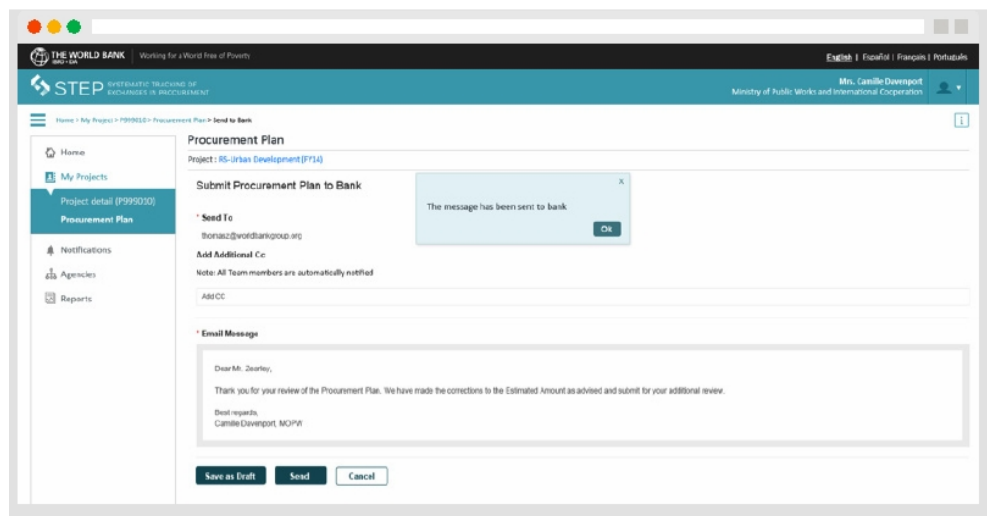 THE WORLD BANK
IBRD • IDA
Working for a World Free of Poverty
English | Español | Français | Português
STEP SYSTEMATIC TRACKING OF
EXCHANGES IN PROCUREMENT
Mrs. Camille Davenport
Ministry of Public Works and International Cooperation
Home > My Project > P999010 > Procurement Plan > Send to Bank
Procurement Plan
Project : RS-Urban Development (FY14)
Home
My Projects
Project detail (P999010)
Procurement Plan
Notifications
Agencies
Reports
Submit Procurement Plan to Bank
x
The message has been sent to bank
Ok
* Send To
thomasz@worldbankgroup.org
Add Additional Cc
Note: All Team members are automatically notified
Add CC
* Email Message
Dear Mr. Zearley,
Thank you for your review of the Procurement Plan. We have made the corrections to the Estimated Amount as advised and submit for your additional review.
Best regards,
Camille Davenport, MOPW
Save as Draft
Send
Cancel